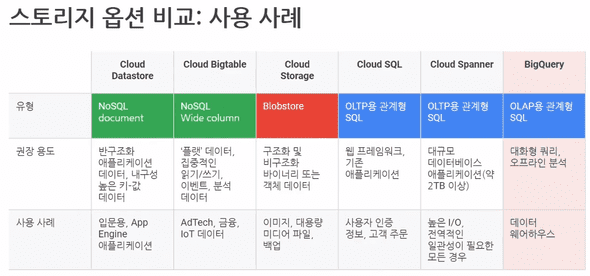 스토리지 옵션 비교: 사용 사례
Cloud Datastore
Cloud Bigtable
Cloud Storage
Cloud SQL
Cloud Spanner
BigQuery
유형
NoSQL
document
NoSQL
Wide column
Blobstore
OLTP용 관계형
SQL
OLTP용 관계형
SQL
OLAP용 관계형
SQL
권장 용도
반구조화
애플리케이션
데이터, 내구성
높은 키-값
데이터
'플랫' 데이터,
집중적인
읽기/쓰기,
이벤트, 분석
데이터
구조화 및
비구조화
바이너리 또는
객체 데이터
웹 프레임워크,
기존
애플리케이션
대규모
데이터베이스
애플리케이션(약
2TB 이상)
대화형 쿼리,
오프라인 분석
사용 사례
입문용, App
Engine
애플리케이션
AdTech, 금융,
IoT 데이터
이미지, 대용량
미디어 파일,
백업
사용자 인증
정보, 고객 주문
높은 I/O,
전역적인
일관성이 필요한
모든 경우
데이터
웨어하우스